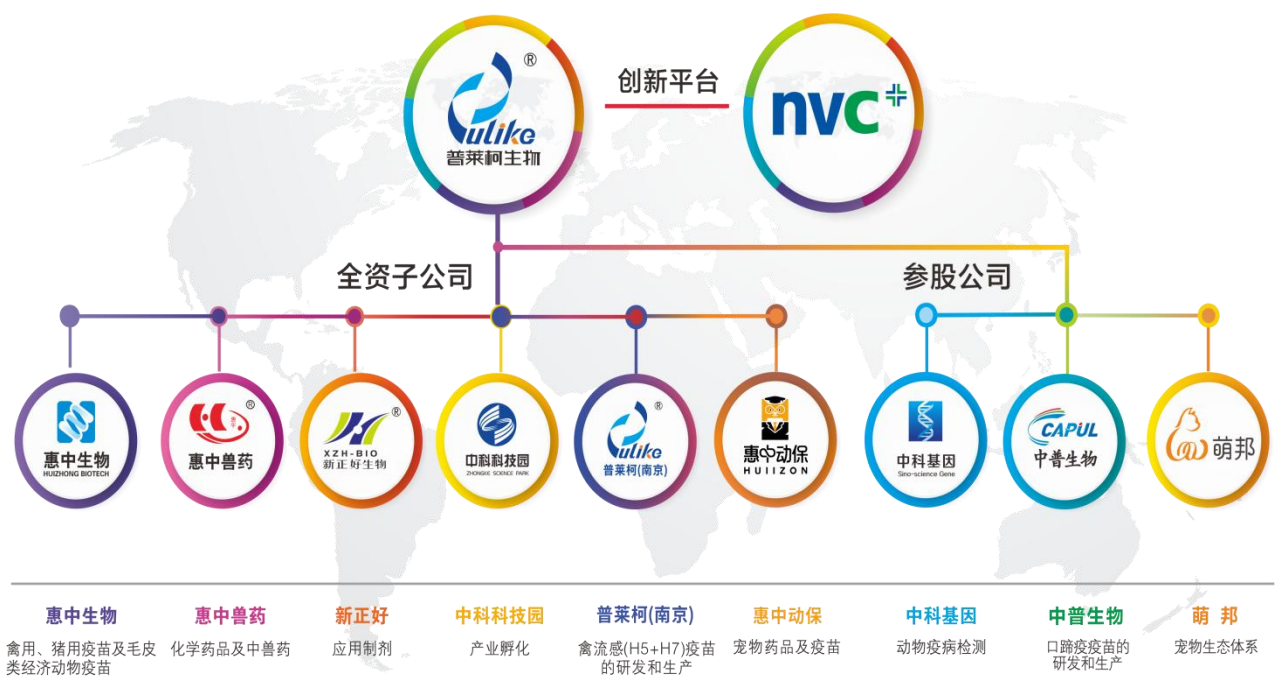 ulike
®
普莱柯生物
创新平台
nvc+
全资子公司
参股公司
惠中生物
HUIZHONG BIOTECH
®
惠中兽药
®
XZH-BIO
新正好生物
中科科技园
ZHONGKE SCIENCE PARK
®
ulike
普莱柯(南京)
惠中动保
HUIIZON
中科基因
Sino-science Gene
CAPUL
中普生物
萌邦
惠中生物
禽用、猪用疫苗及毛皮
类经济动物疫苗
惠中兽药
化学药品及中兽药
新正好
应用制剂
中科科技园
产业孵化
普莱柯(南京)
禽流感(H5+H7)疫苗
的研发和生产
惠中动保
宠物药品及疫苗
中科基因
动物疫病检测
中普生物
口蹄疫疫苗的
研发和生产
萌 邦
宠物生态体系